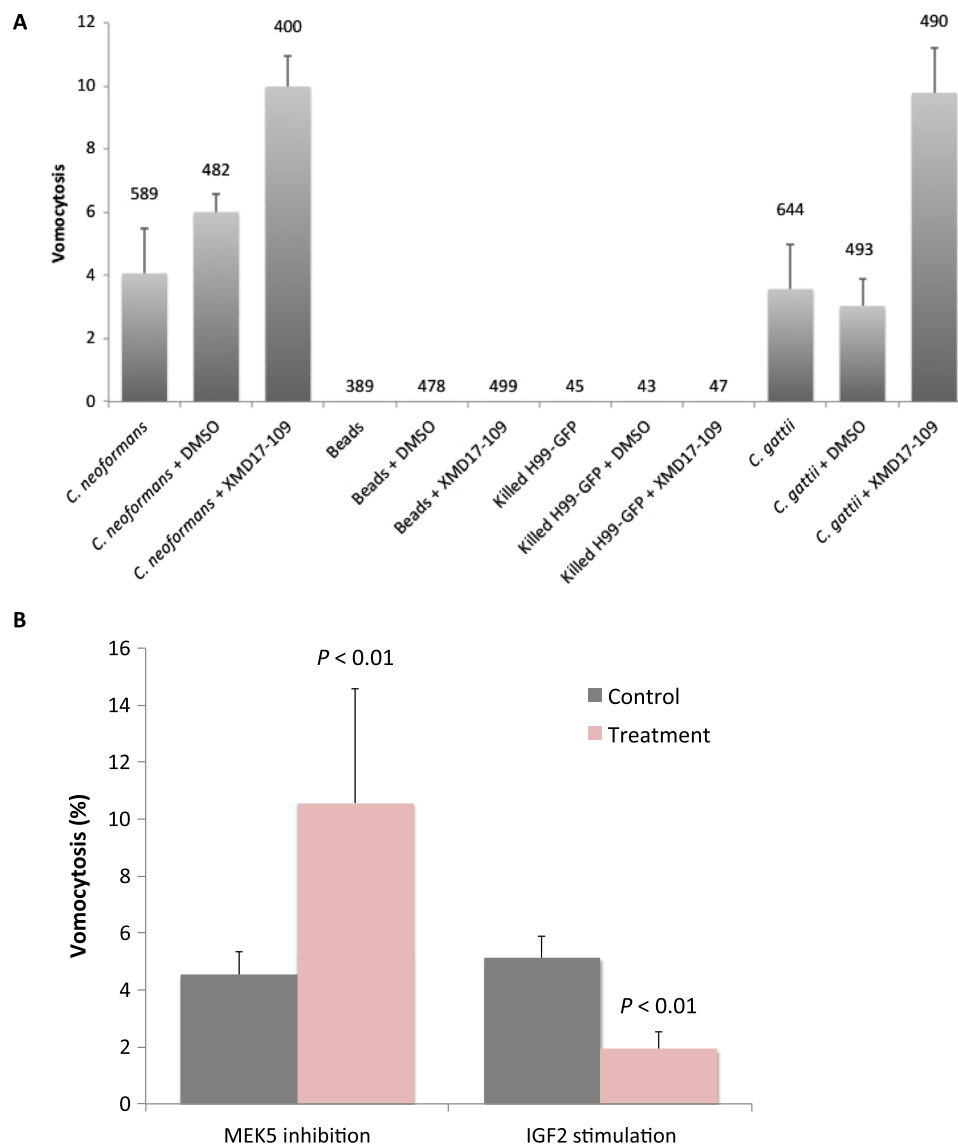 A
12
10
8
6
4
2
0
Vomocytosis
589
482
400
389
478
499
45
43
47
644
493
490
C. neoformans
C. neoformans + DMSO
C. neoformans + XMD17-109
Beads
Beads + DMSO
Beads + XMD17-109
Killed H99-GFP
Killed H99-GFP + DMSO
Killed H99-GFP + XMD17-109
C. gattii
C. gattii + DMSO
C. gattii + XMD17-109
B
16
14
12
10
8
6
4
2
0
Vomocytosis (%)
P < 0.01
P < 0.01
Control
Treatment
MEK5 inhibition
IGF2 stimulation